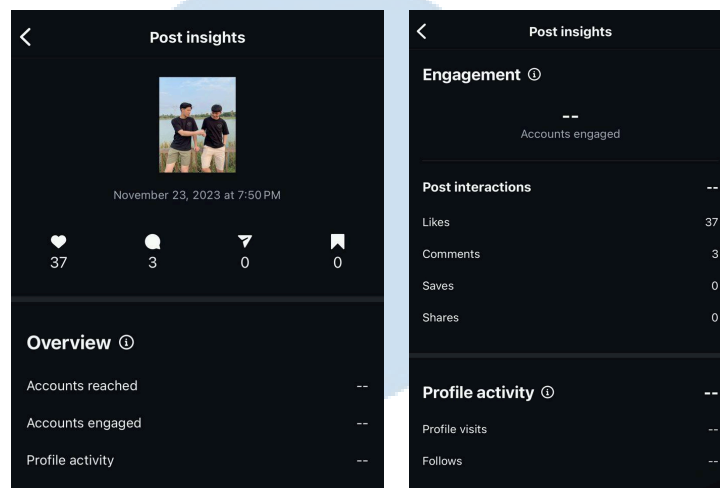 Post insights
November 23, 2023 at 7:50 PM
37 3 0 0
Overview
Accounts reached --
Accounts engaged --
Profile activity --
Post insights
Engagement
--
Accounts engaged
Post interactions --
Likes 37
Comments 3
Saves 0
Shares 0
Profile activity --
Profile visits --
Follows --